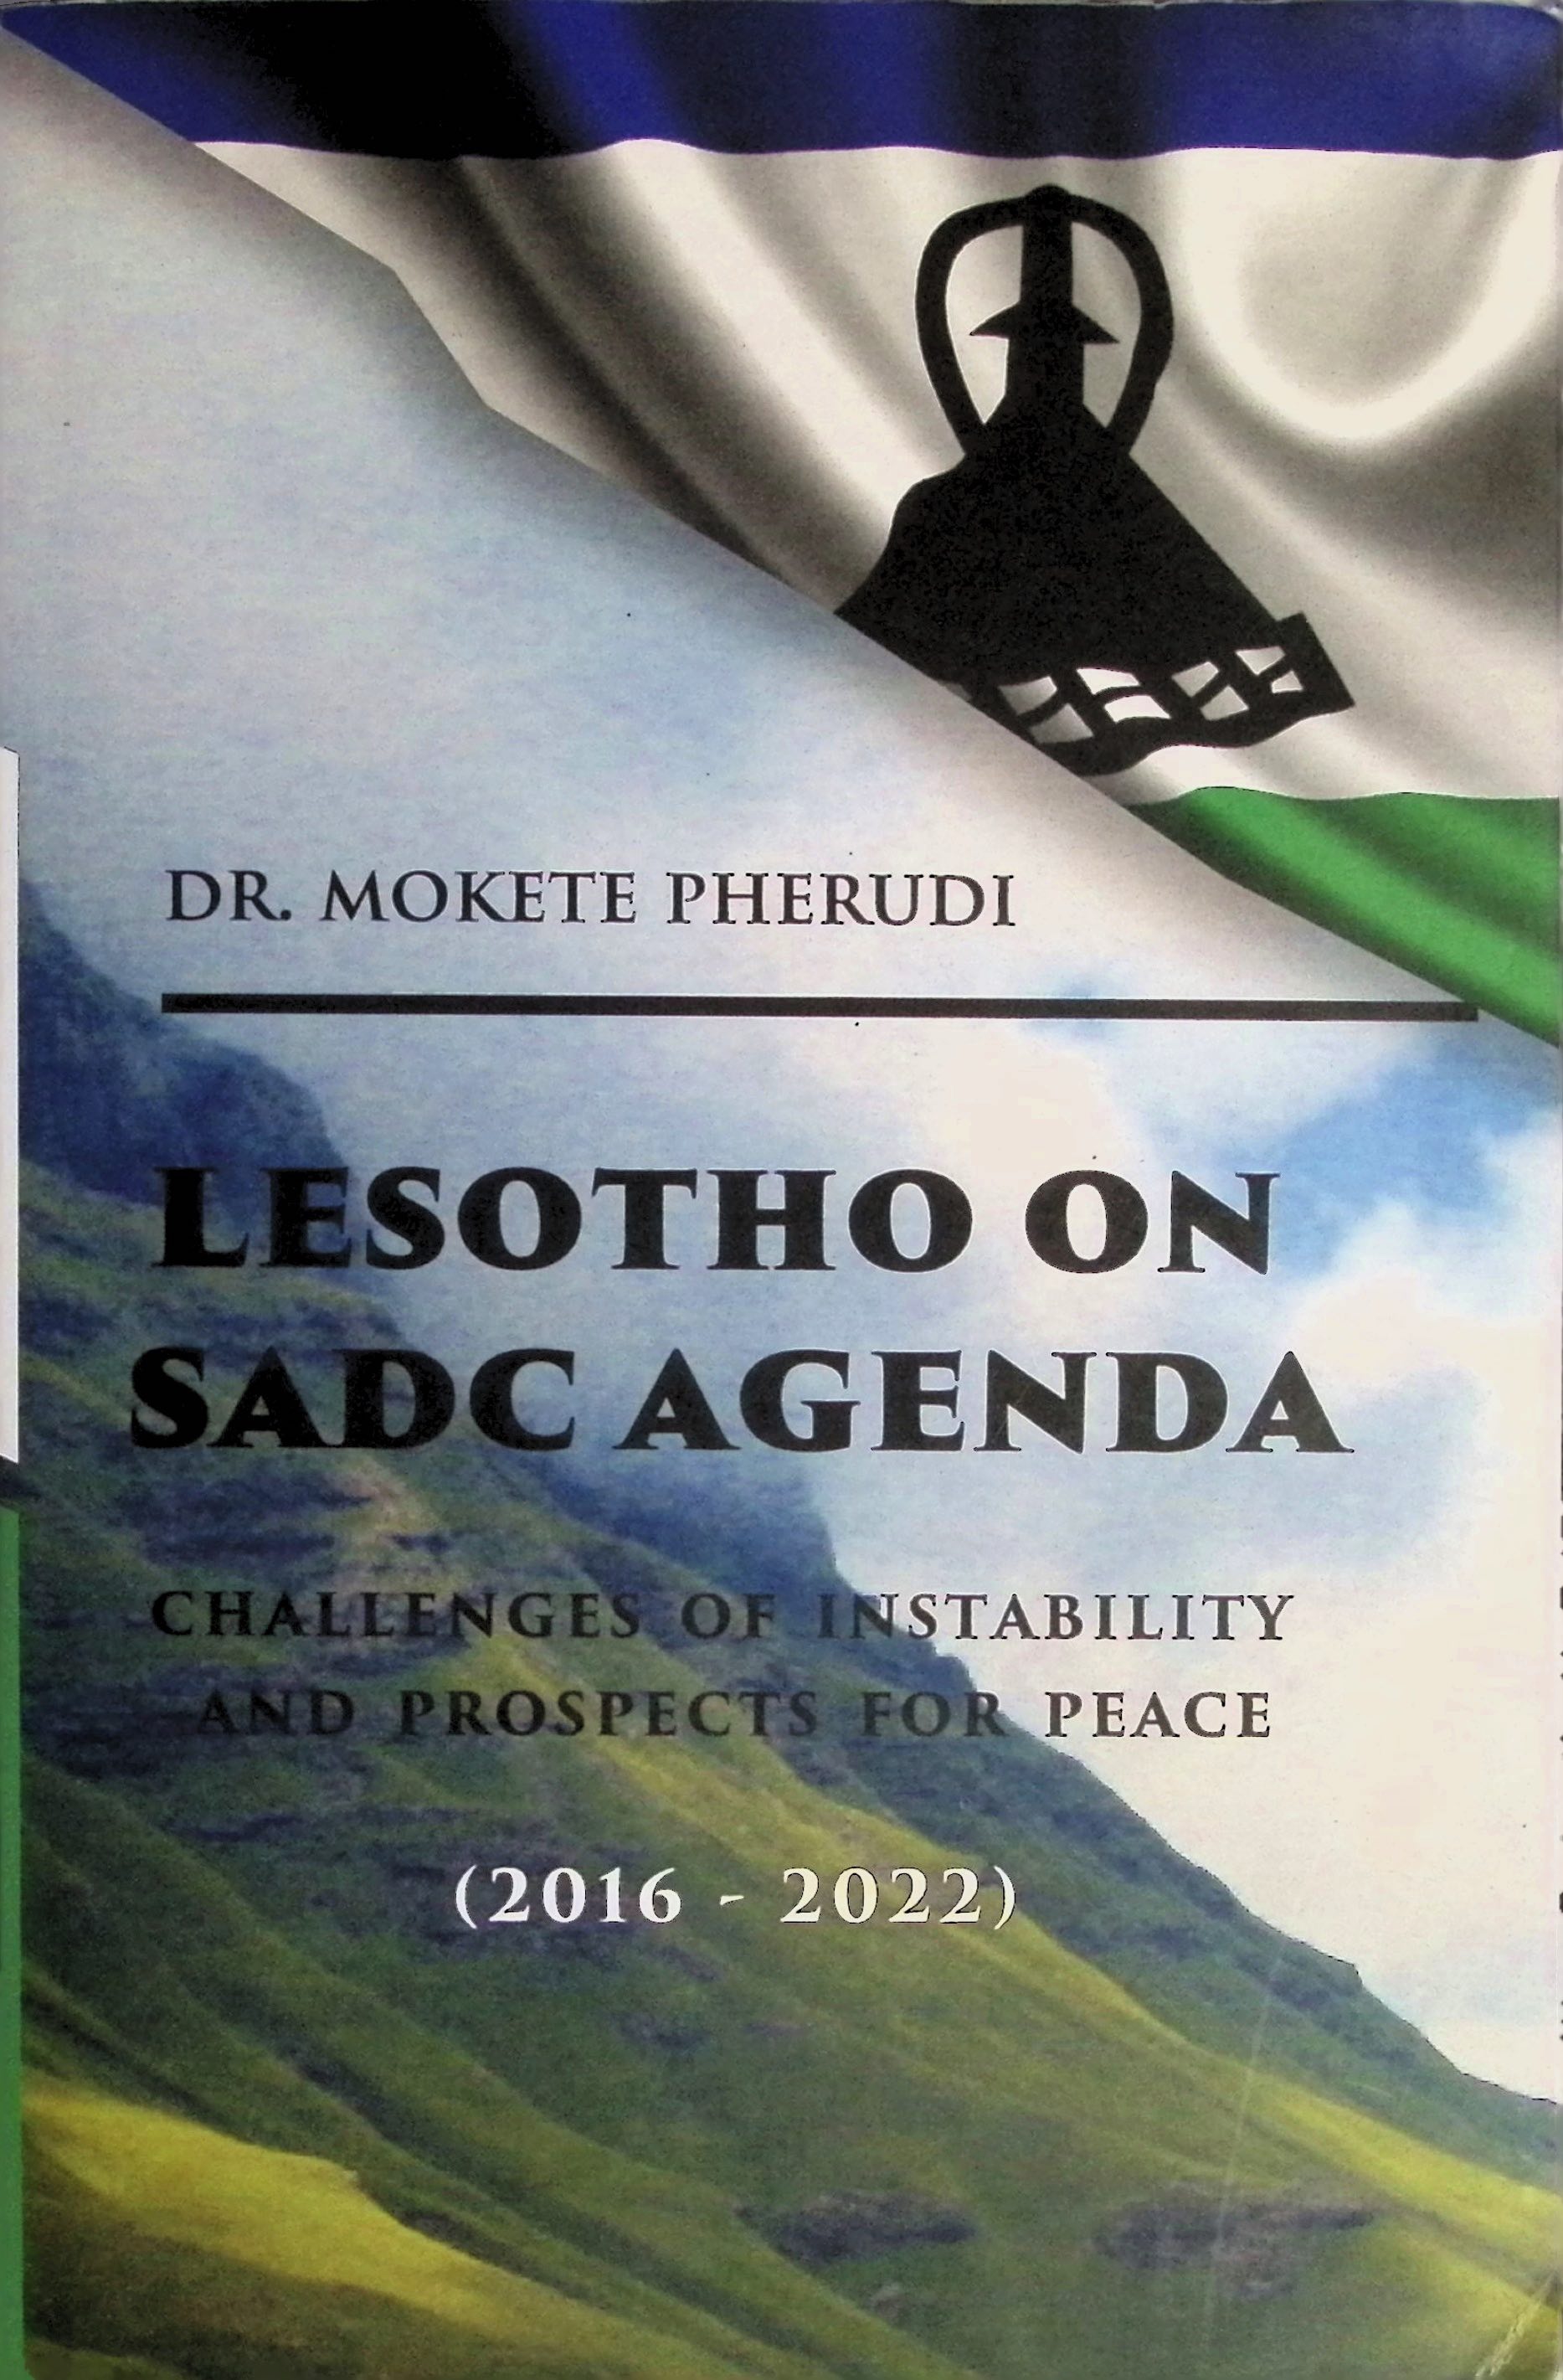 DR. MOKETE PHERUDI
LESOTHO ON
SADC AGENDA
CHALLENGES OF INSTABILITY
AND PROSPECTS FOR PEACE
(2016 - 2022)